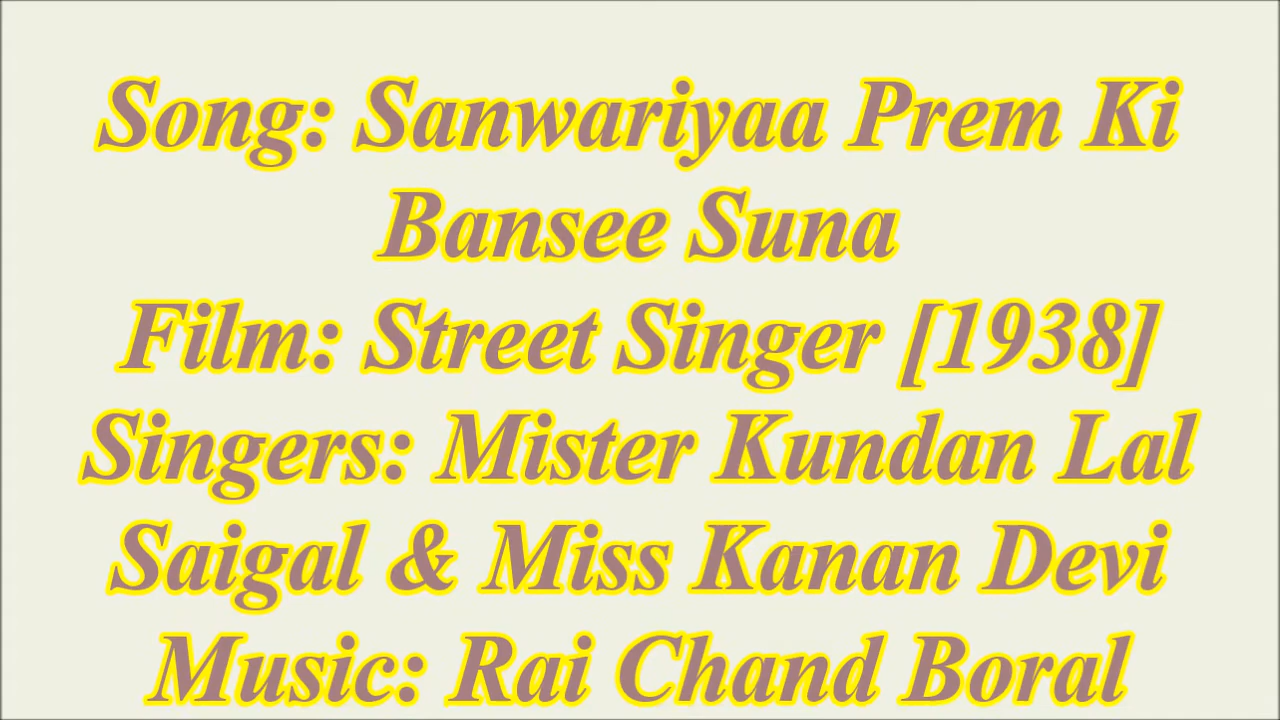 Song: Sanwariyaa Prem Ki
Bansee Suna
Film: Street Singer [1938]
Singers: Mister Kundan Lal
Saigal & Miss Kanan Devi
Music: Rai Chand Boral